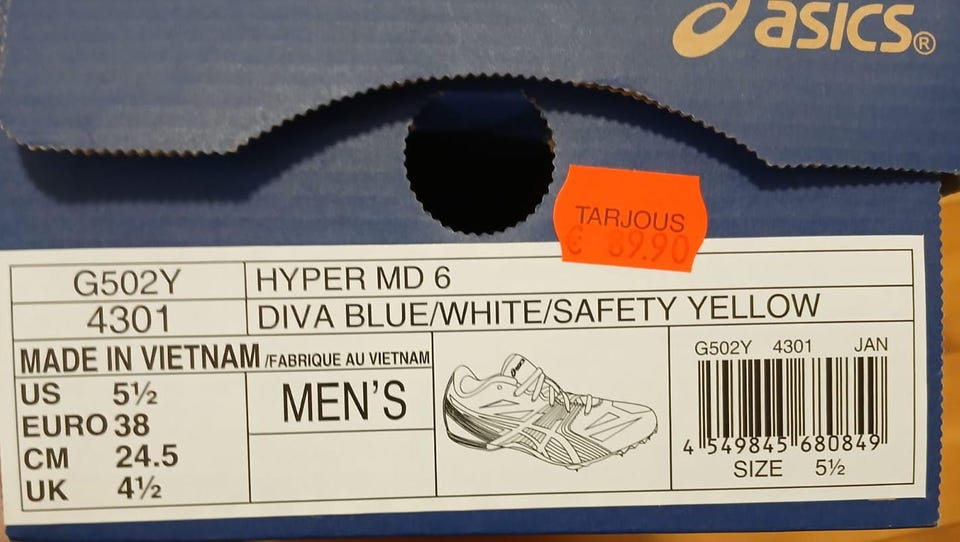 asics®
TARJOUS
€ 89.90
G502Y HYPER MD 6
4301 DIVA BLUE/WHITE/SAFETY YELLOW
MADE IN VIETNAM /FABRIQUE AU VIETNAM
US 5½
EURO 38
CM 24.5
UK 4½
MEN'S
G502Y 4301 JAN
4 549845 680849
SIZE 5½